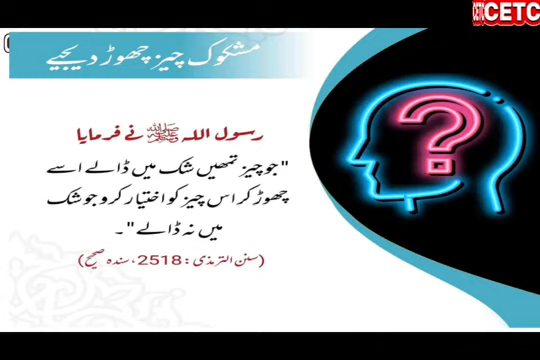 CETC CETC
مشکوک چیز چھوڑ دیجیے
رسول اللہ ﷺ نے فرمایا
"جو چیز تمھیں شک میں ڈالے اسے
چھوڑ کر اس چیز کو اختیار کرو جو شک
میں نہ ڈالے"۔
(سنن الترمذی: 2518، سندہ صحیح)